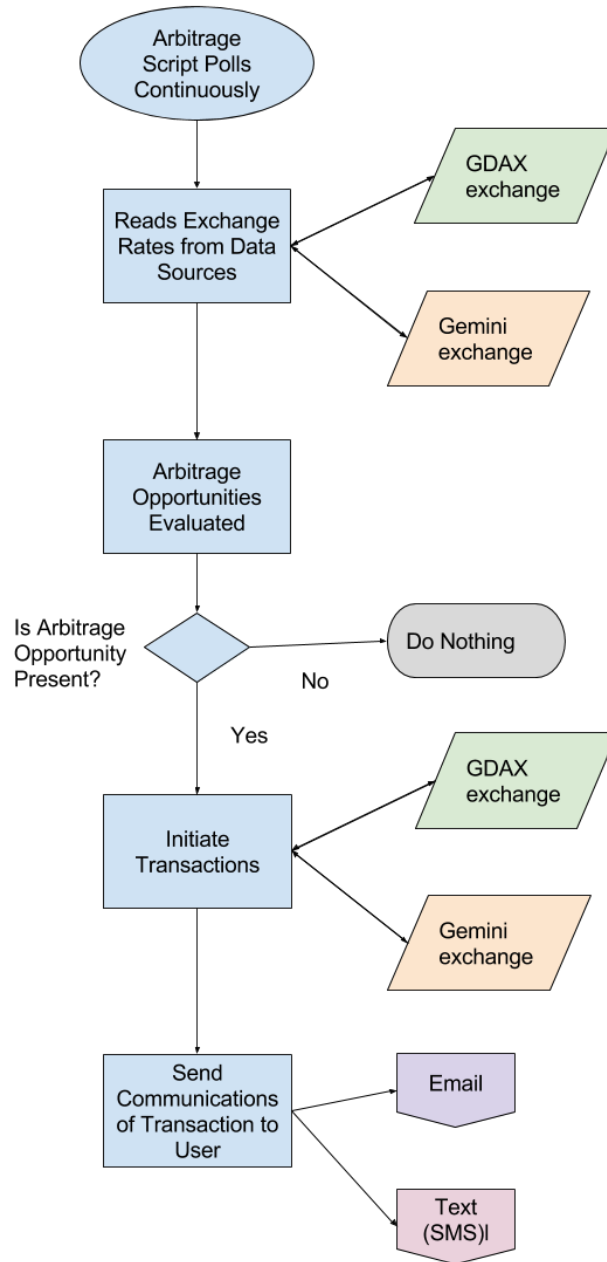 Arbitrage
Script Polls
Continuously
GDAX
exchange
Reads Exchange
Rates from Data
Sources
Gemini
exchange
Arbitrage
Opportunities
Evaluated
Is Arbitrage
Opportunity
Present?
Do Nothing
No
Yes
GDAX
exchange
Initiate
Transactions
Gemini
exchange
Send
Communications
of Transaction to
User
Email
Text
(SMS)l